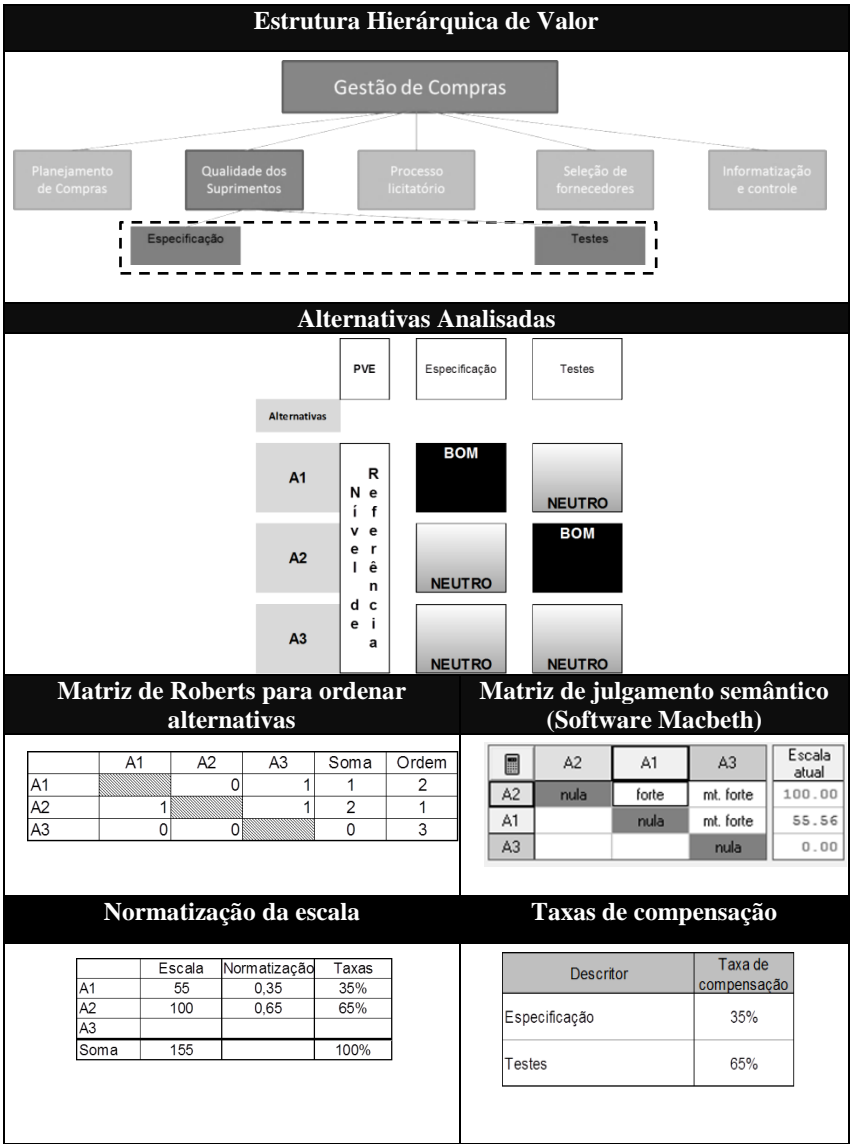 Estrutura Hierárquica de Valor
Gestão de Compras
Planejamento
de Compras
Qualidade dos
Suprimentos
Processo
licitatório
Seleção de
fornecedores
Informatização
e controle
Especificação
Testes
Alternativas Analisadas
PVE
Especificação
Testes
Alternativas
Nível de
Referência
A1
BOM
NEUTRO
A2
NEUTRO
BOM
A3
NEUTRO
NEUTRO
Matriz de Roberts para ordenar
alternativas
A1 A2 A3 Soma Ordem
A1 0 1 1 2
A2 1 1 2 1
A3 0 0 0 3
Matriz de julgamento semântico
(Software Macbeth)
A2 A1 A3 Escala
atual
A2 nula forte mt. forte 100.00
A1 nula mt. forte 55.56
A3 nula 0.00
Normatização da escala
Escala Normatização Taxas
A1 55 0,35 35%
A2 100 0,65 65%
A3
Soma 155 100%
Taxas de compensação
Descritor Taxa de
compensação
Especificação 35%
Testes 65%